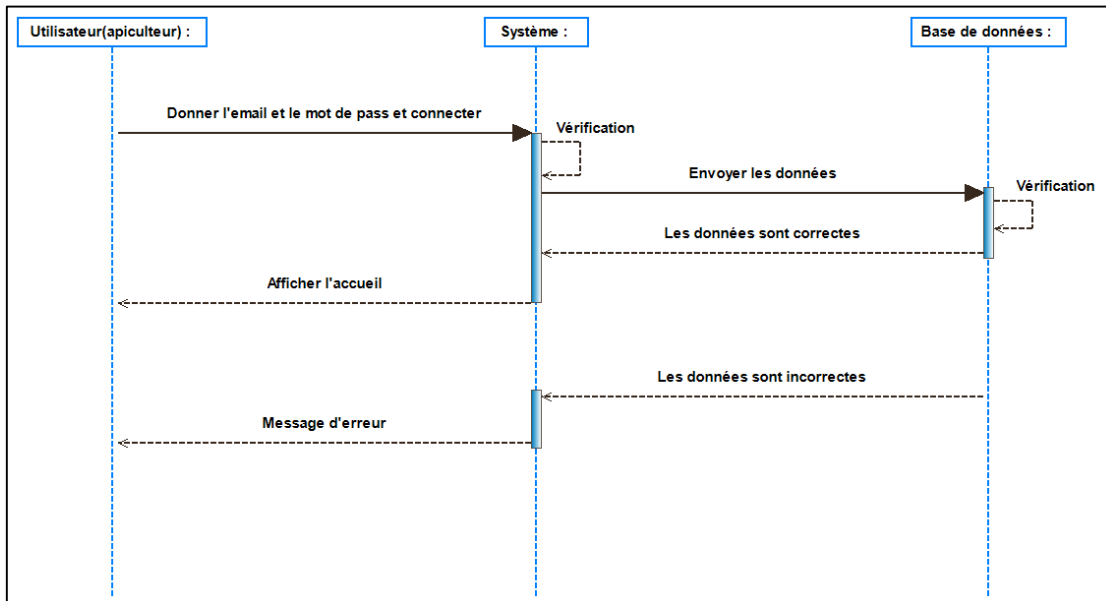 Utilisateur(apiculteur) :
Système :
Base de données :
Donner l'email et le mot de pass et connecter
Vérification
Envoyer les données
Vérification
Les données sont correctes
Afficher l'accueil
Les données sont incorrectes
Message d'erreur